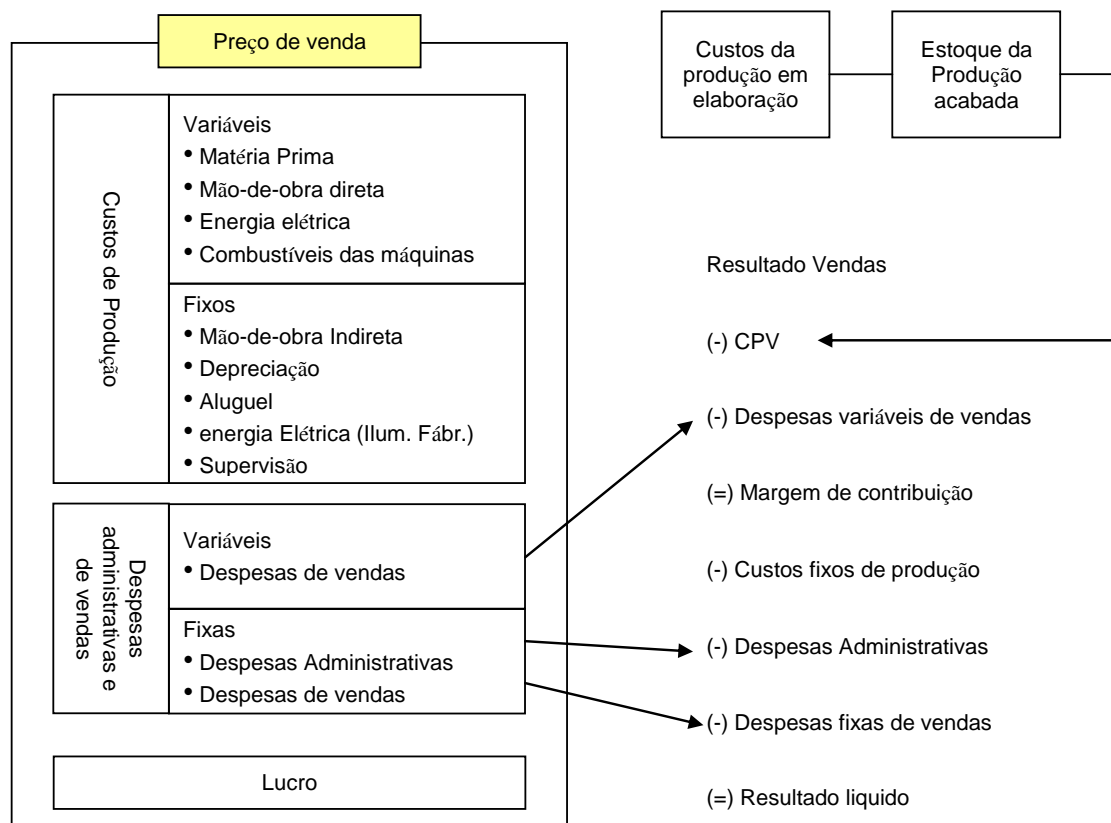 Preço de venda
Custos de Produção
Variáveis
• Matéria Prima
• Mão-de-obra direta
• Energia elétrica
• Combustíveis das máquinas
Fixos
• Mão-de-obra Indireta
• Depreciação
• Aluguel
• energia Elétrica (Ilum. Fábr.)
• Supervisão
Despesas
administrativas e
de vendas
Variáveis
• Despesas de vendas
Fixas
• Despesas Administrativas
• Despesas de vendas
Lucro
Custos da
produção em
elaboração
Estoque da
Produção
acabada
Resultado Vendas
(-) CPV
(-) Despesas variáveis de vendas
(=) Margem de contribuição
(-) Custos fixos de produção
(-) Despesas Administrativas
(-) Despesas fixas de vendas
(=) Resultado liquido